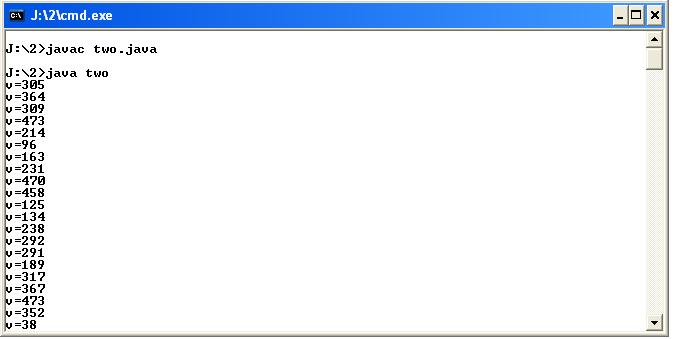 J:\2\cmd.exe
J:\2>javac two.java
J:\2>java two
v=305
v=364
v=309
v=473
v=214
v=96
v=163
v=231
v=470
v=458
v=125
v=134
v=238
v=292
v=291
v=189
v=317
v=367
v=473
v=352
v=38